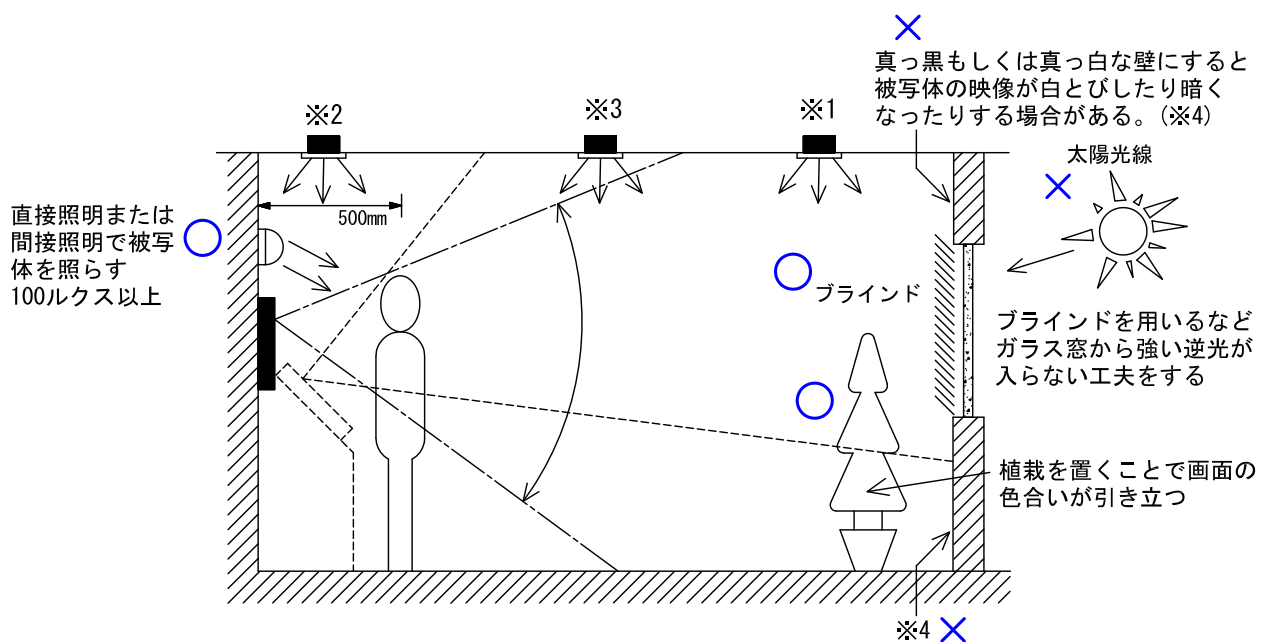 真っ黒もしくは真っ白な壁にすると
被写体の映像が白とびしたり暗く
なったりする場合がある。(※4)
※2
※3
※1
太陽光線
500mm
直接照明または
間接照明で被写
体を照らす
100ルクス以上
ブラインド
ブラインドを用いるなど
ガラス窓から強い逆光が
入らない工夫をする
植栽を置くことで画面の
色合いが引き立つ
※4